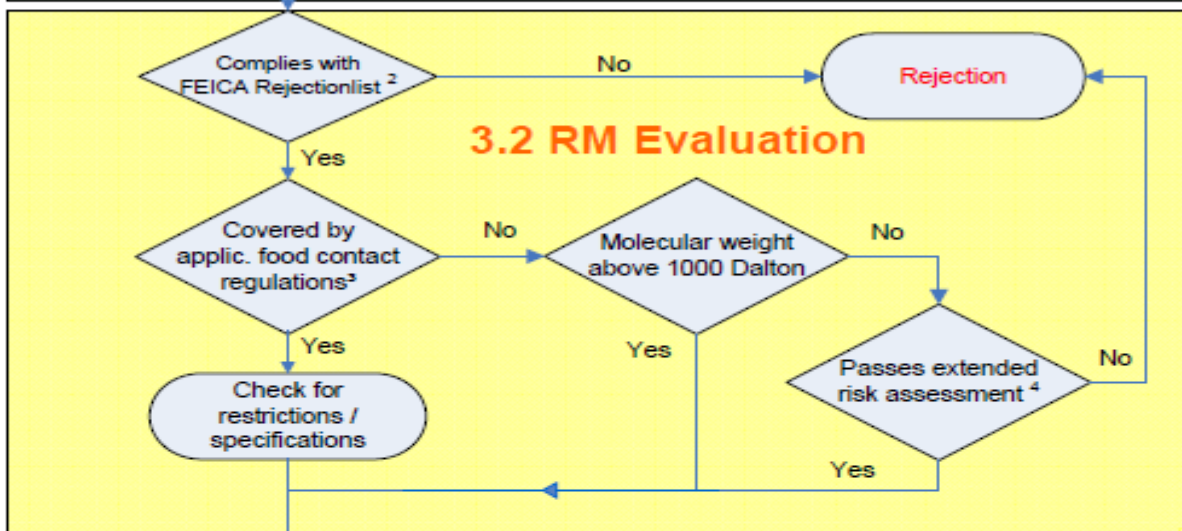 Complies with
FEICA Rejectionlist ²
No
Rejection
3.2 RM Evaluation
Yes
Covered by
applic. food contact
regulations³
No
Molecular weight
above 1000 Dalton
No
Yes
Yes
Passes extended
risk assessment ⁴
No
Check for
restrictions /
specifications
Yes